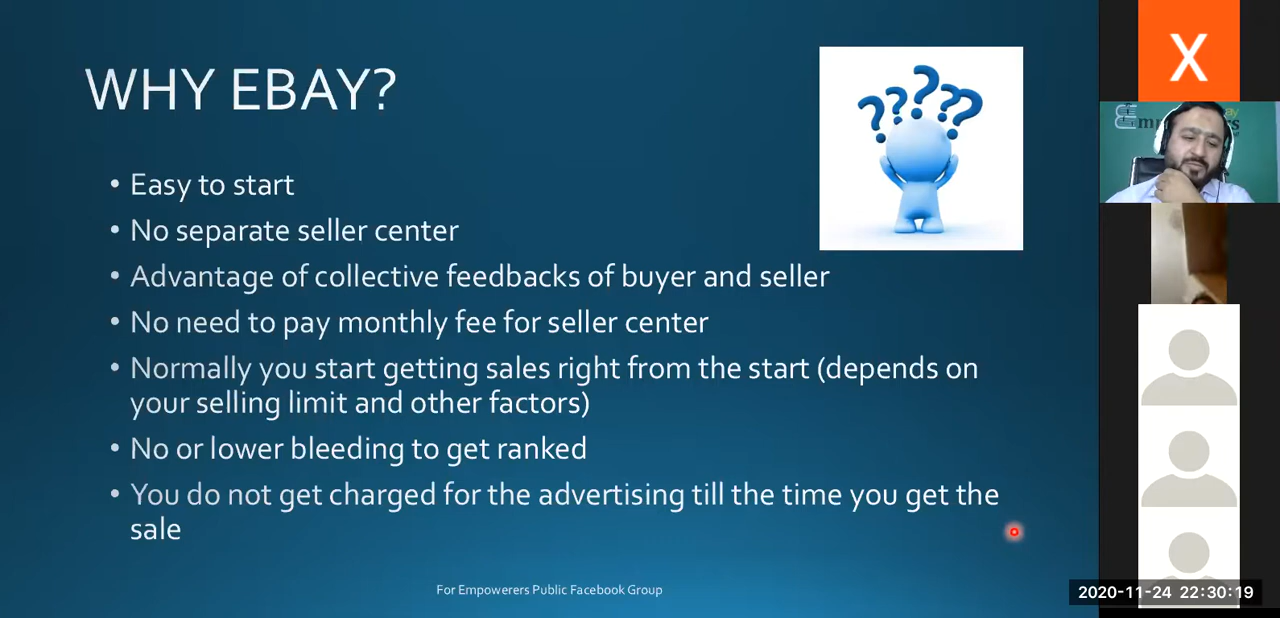 WHY EBAY?
• Easy to start
• No separate seller center
• Advantage of collective feedbacks of buyer and seller
• No need to pay monthly fee for seller center
• Normally you start getting sales right from the start (depends on
your selling limit and other factors)
• No or lower bleeding to get ranked
• You do not get charged for the advertising till the time you get the
sale
For Empowerers Public Facebook Group
X
2020-11-24 22:30:19